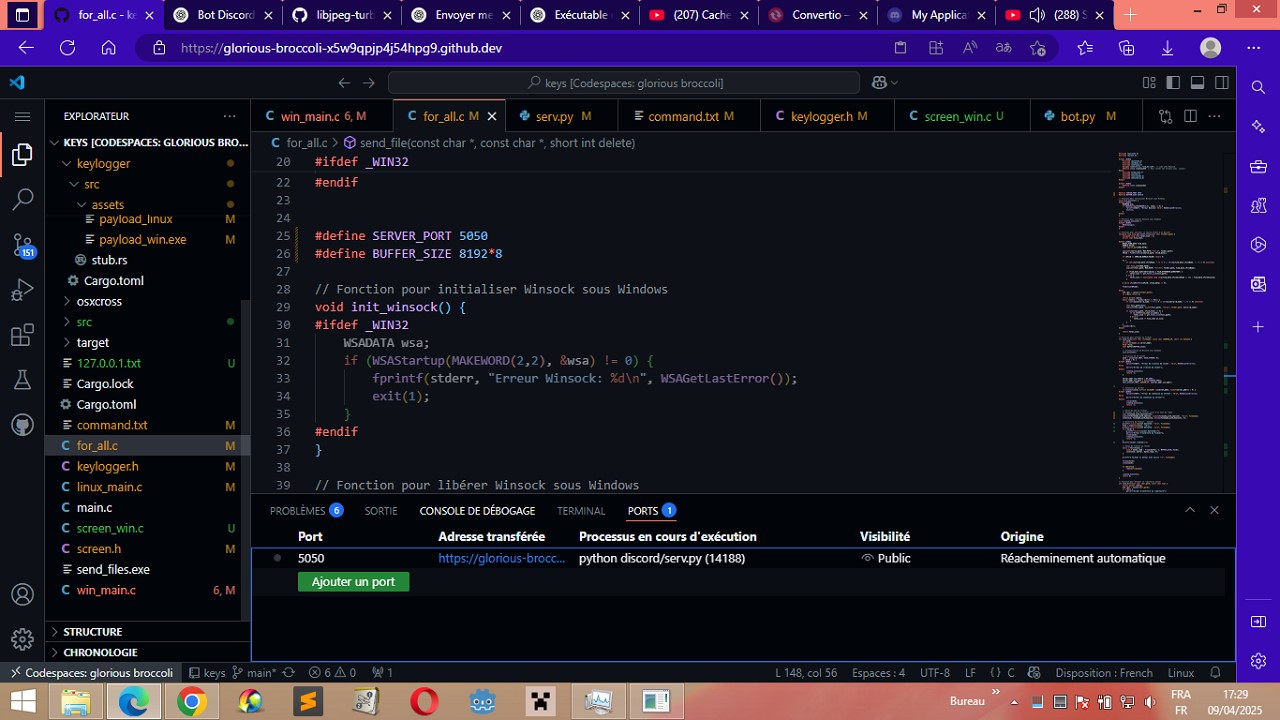 for_all.c - ke
Bot Discord
libjpeg-turb
Envoyer me
Exécutable
(207) Cache
Convertio –
My Applica
(288) S
https://glorious-broccoli-x5w9qpjp4j54hpg9.github.dev
keys [Codespaces: glorious broccoli]
EXPLORATEUR
win_main.c 6, M
for_all.c M
serv.py M
command.txt M
keylogger.h M
screen_win.c U
bot.py M
KEYS [CODESPACES: GLORIOUS BRO...
keylogger
src
assets
payload_linux M
payload_win.exe M
stub.rs
Cargo.toml
osxcross
src
target
127.0.0.1.txt U
Cargo.lock
Cargo.toml
command.txt M
for_all.c M
keylogger.h M
linux_main.c M
main.c
screen_win.c U
screen.h M
send_files.exe
win_main.c 6, M
STRUCTURE
CHRONOLOGIE
151
for_all.c > send_file(const char *, const char *, short int delete)
20 #ifdef _WIN32
22 #endif
23
24
25 #define SERVER_PORT 5050
26 #define BUFFER_SIZE 8192*8
27
28
29 void init_winsock() {
30 #ifdef _WIN32
31 WSADATA wsa;
32 if (WSAStartup(MAKEWORD(2,2), &wsa) != 0) {
33 fprintf(stderr, "Erreur Winsock: %d\n", WSAGetLastError());
34 exit(1);
35 }
36 #endif
37 }
38
39 // Fonction pour libérer Winsock sous Windows
PROBLÈMES 6
SORTIE
CONSOLE DE DÉBOGAGE
TERMINAL
PORTS 1
Port Adresse transférée Processus en cours d'exécution Visibilité Origine
5050 https://glorious-brocc... python discord/serv.py (14188) Public Réacheminement automatique
Ajouter un port
Codespaces: glorious broccoli
keys
main*
6 0
1
L 148, col 56
Espaces : 4
UTF-8
LF
{ } C
Disposition : French
Linux
Bureau
»
FRA
FR
17:29
09/04/2025